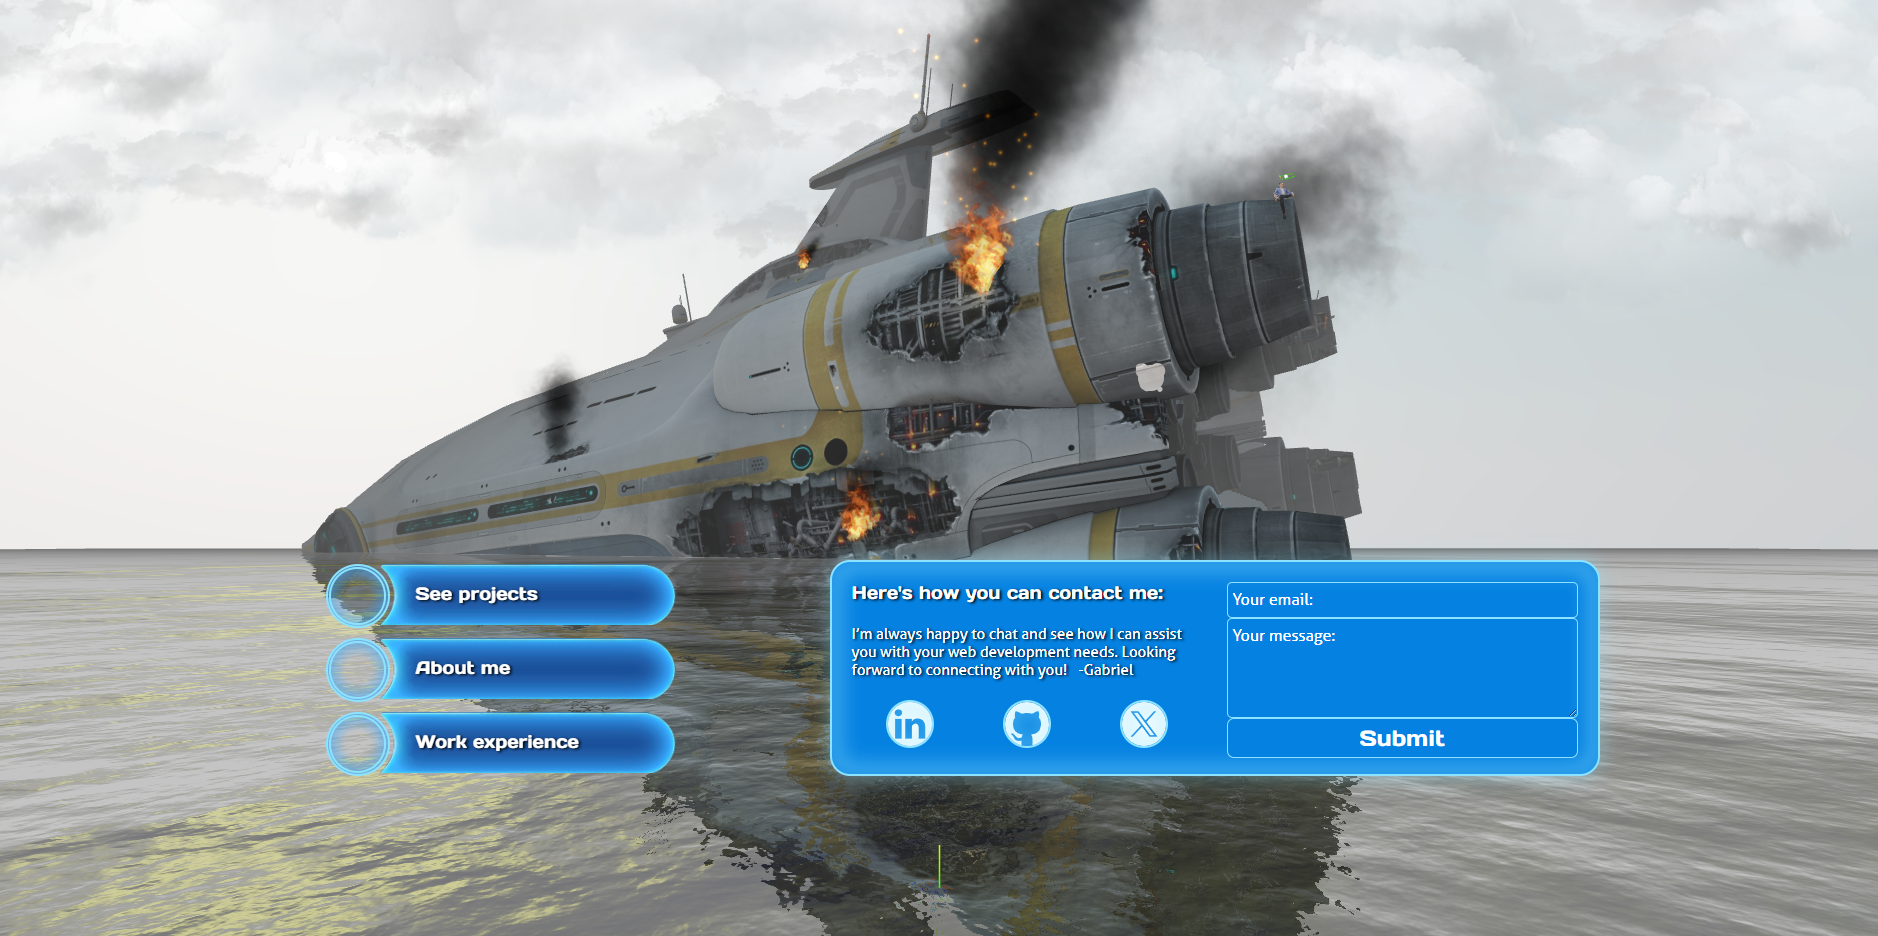 See projects
About me
Work experience
Here's how you can contact me:
I'm always happy to chat and see how I can assist
you with your web development needs. Looking
forward to connecting with you!   -Gabriel
in
X
Your email:
Your message:
Submit